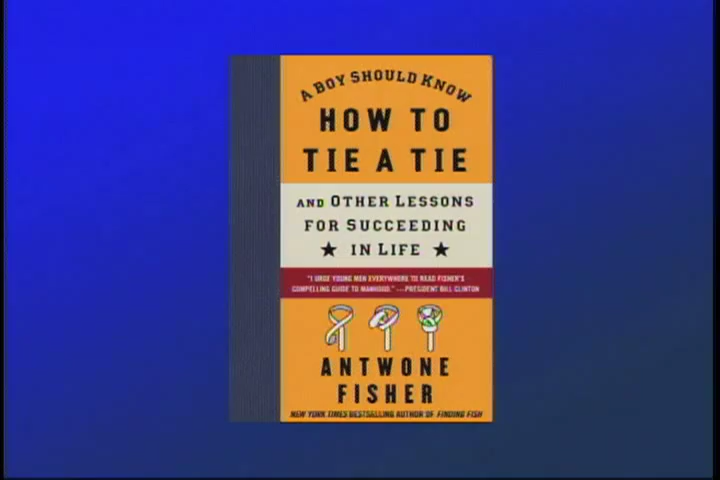 A BOY SHOULD KNOW
HOW TO
TIE A TIE
AND OTHER LESSONS
FOR SUCCEEDING
★ IN LIFE ★
"I URGE YOUNG MEN EVERYWHERE TO READ FISHER'S
COMPELLING GUIDE TO MANHOOD." —PRESIDENT BILL CLINTON
ANTWONE
FISHER
NEW YORK TIMES BESTSELLING AUTHOR OF FINDING FISH